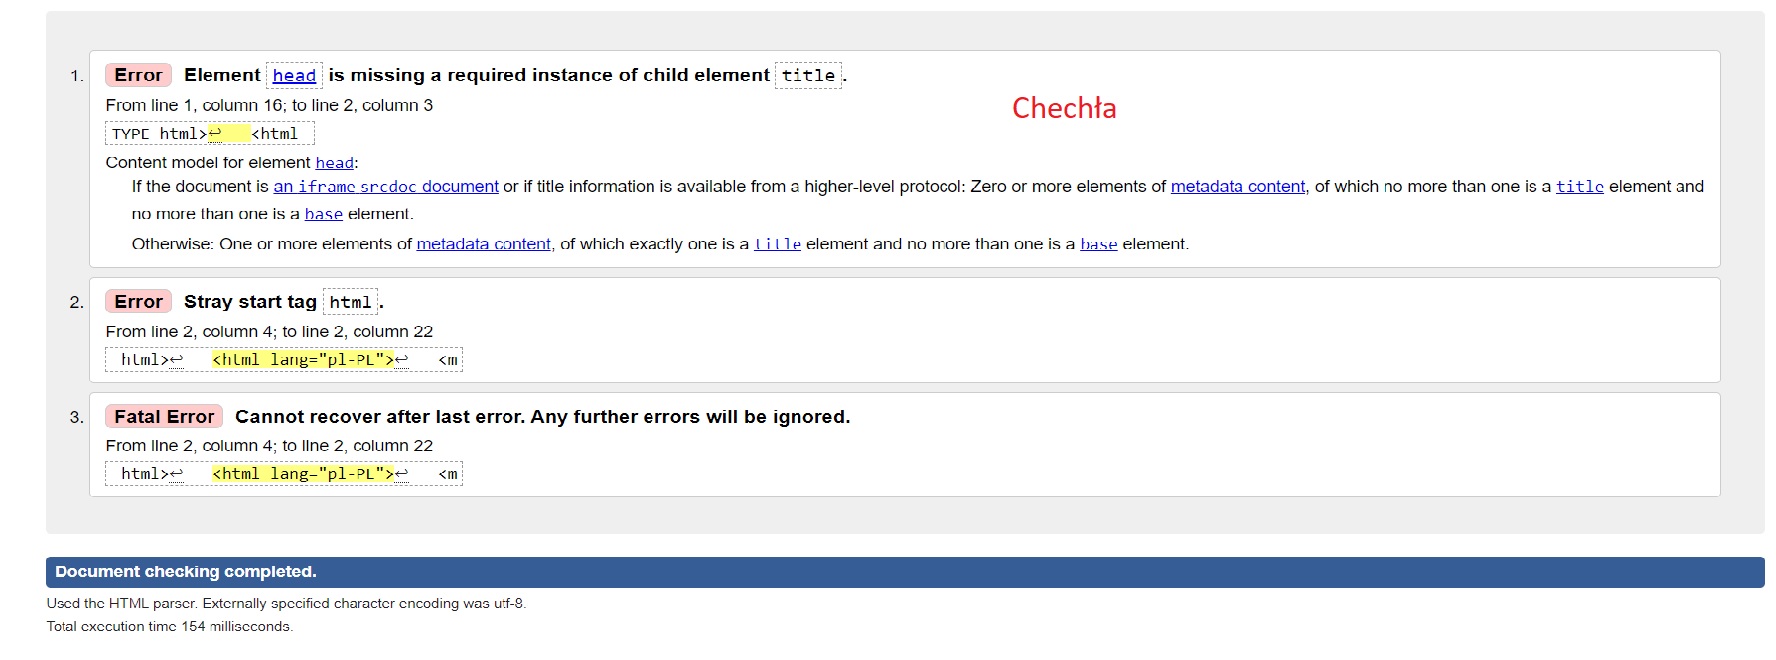 1. Error Element head is missing a required instance of child element title.
From line 1, column 16; to line 2, column 3
Chechła
TYPE html>↩    <html
Content model for element head:
If the document is an iframe srcdoc document or if title information is available from a higher-level protocol: Zero or more elements of metadata content, of which no more than one is a title element and
no more than one is a base element.
Otherwise: One or more elements of metadata content, of which exactly one is a title element and no more than one is a base element.
2. Error Stray start tag html.
From line 2, column 4; to line 2, column 22
html>↩   <html lang="pl-PL">↩   <m
3. Fatal Error Cannot recover after last error. Any further errors will be ignored.
From line 2, column 4; to line 2, column 22
html>↩   <html lang="pl-PL">↩   <m
Document checking completed.
Used the HTML parser. Externally specified character encoding was utf-8.
Total execution time 154 milliseconds.